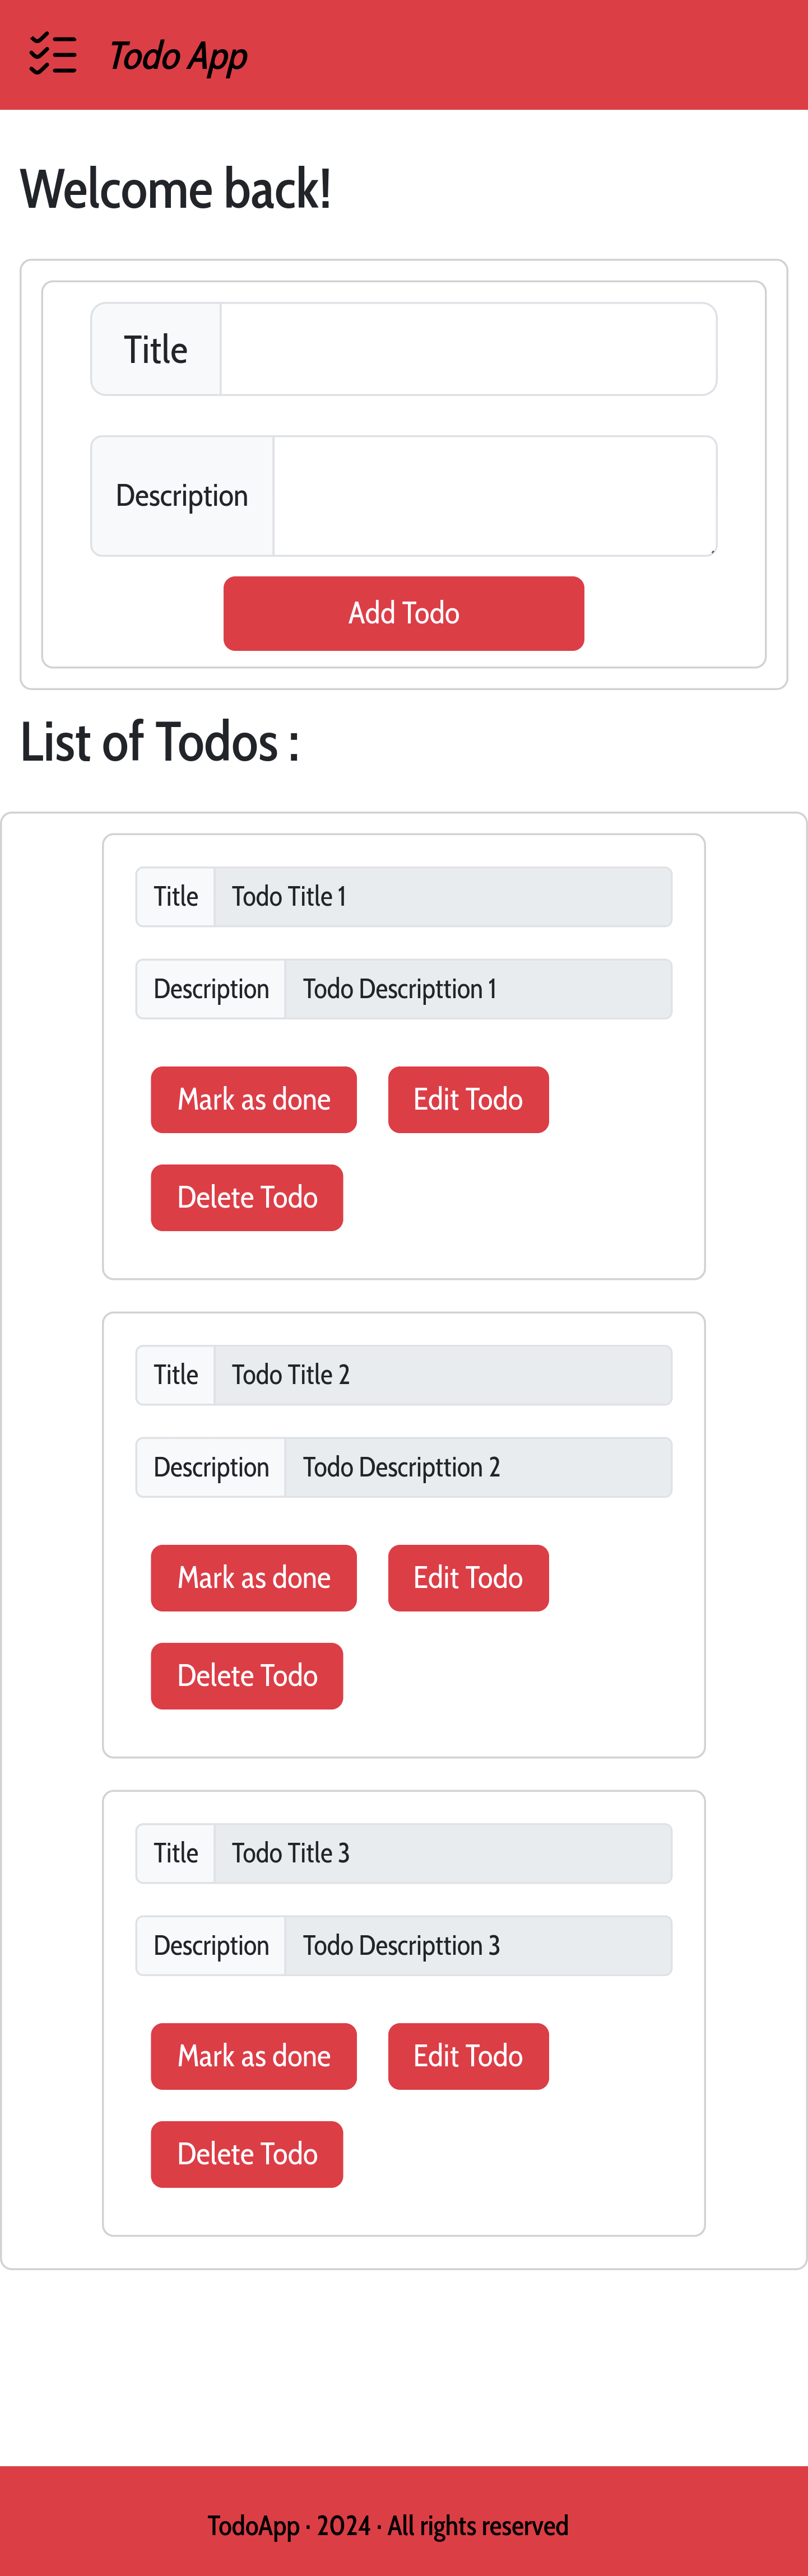 Todo App
Welcome back!
Title
Description
Add Todo
List of Todos :
Title Todo Title 1
Description Todo Descripttion 1
Mark as done Edit Todo
Delete Todo
Title Todo Title 2
Description Todo Descripttion 2
Mark as done Edit Todo
Delete Todo
Title Todo Title 3
Description Todo Descripttion 3
Mark as done Edit Todo
Delete Todo
TodoApp · 2024 · All rights reserved